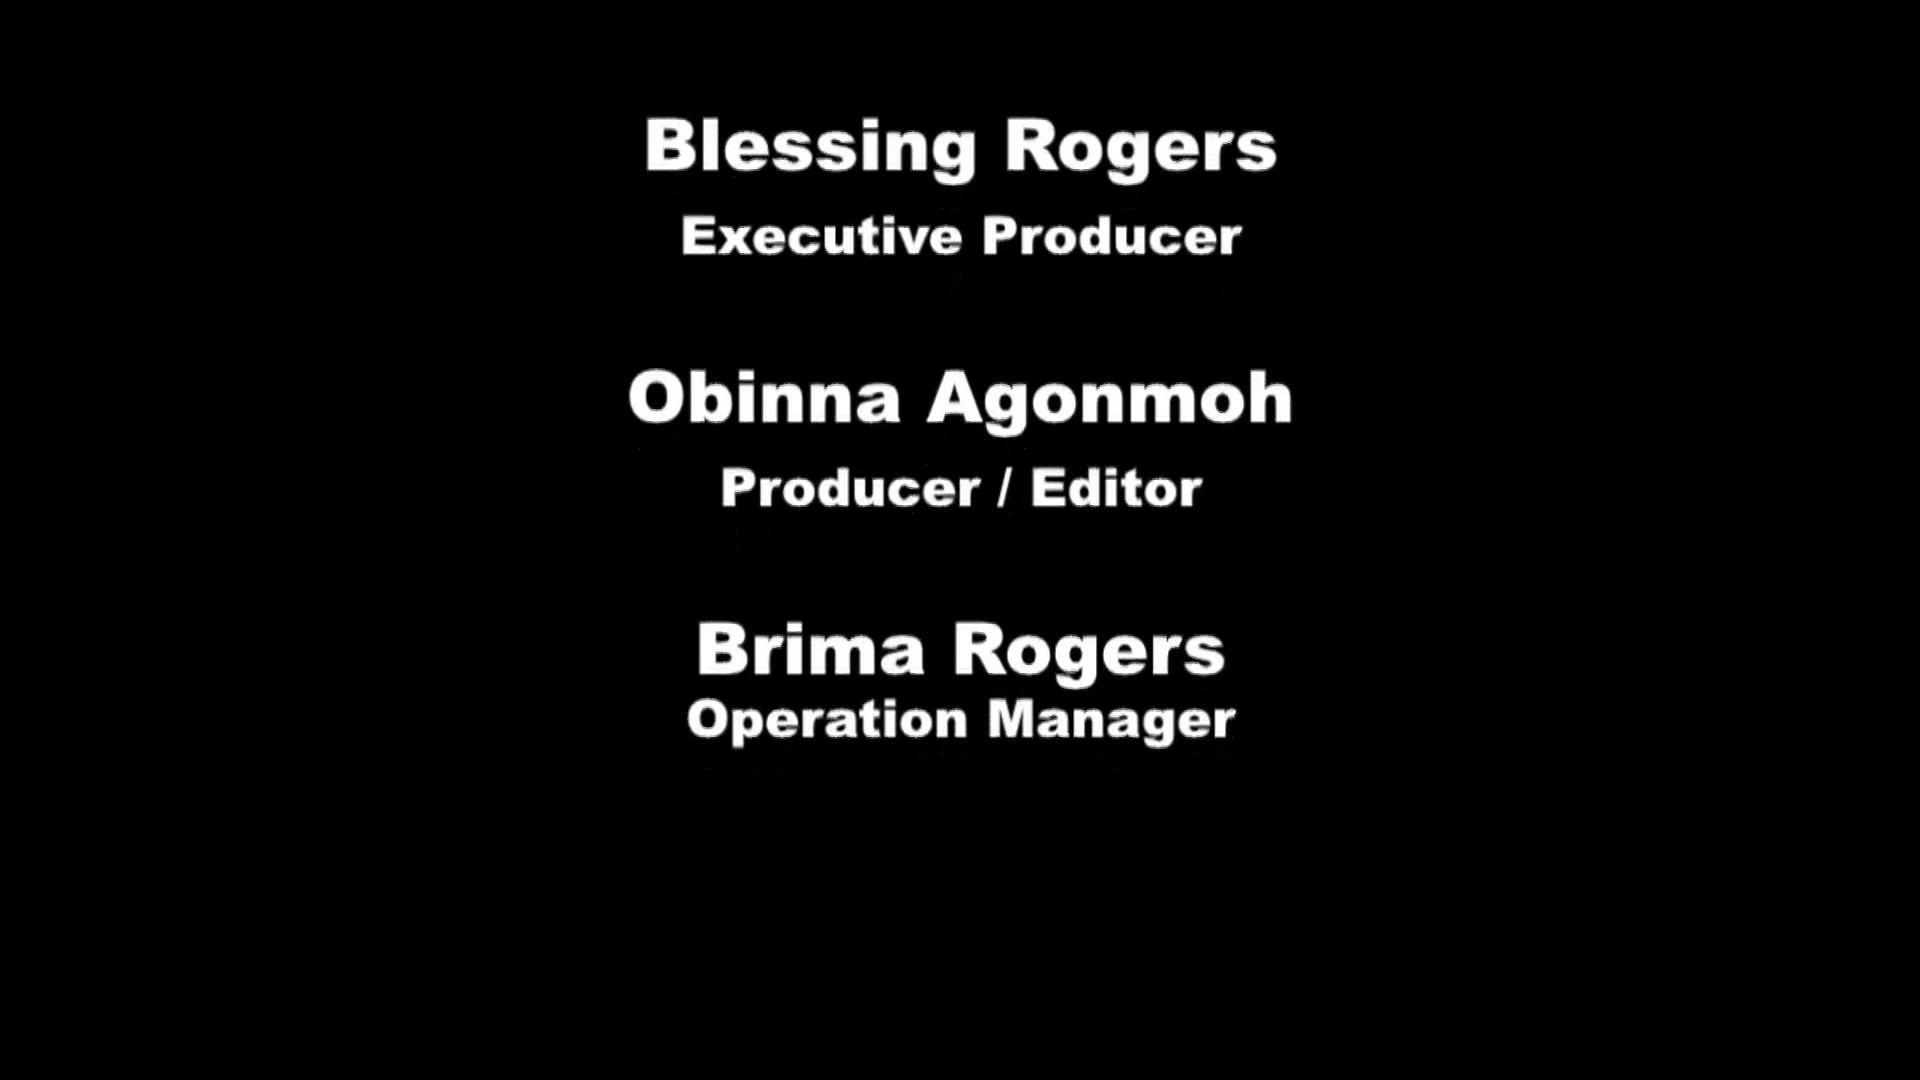 Blessing Rogers
Executive Producer
Obinna Agonmoh
Producer / Editor
Brima Rogers
Operation Manager